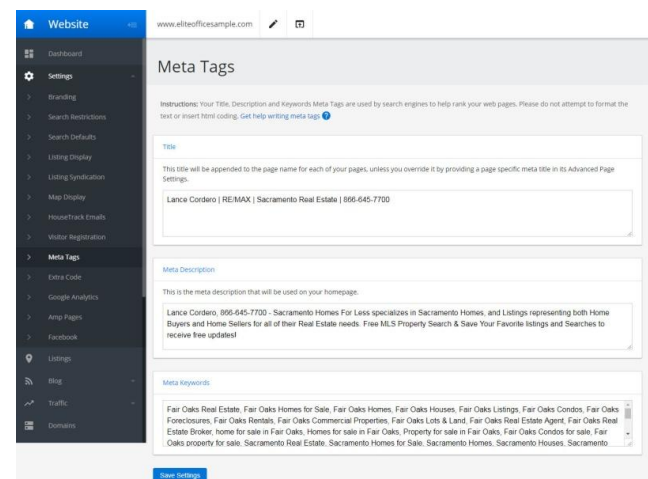 Website
www.eliteofficesample.com
Dashboard
Settings
Branding
Search Restrictions
Search Defaults
Listing Display
Listing Syndication
Map Display
HouseTrack Emails
Visitor Registration
Meta Tags
Extra Code
Google Analytics
Amp Pages
Facebook
Listings
Blog
Traffic
Domains
Meta Tags
Instructions: Your Title, Description and Keywords Meta Tags are used by search engines to help rank your web pages. Please do not attempt to format the
text or insert html coding. Get help writing meta tags ?
Title
This title will be appended to the page name for each of your pages, unless you override it by providing a page specific meta title in its Advanced Page
Settings.
Lance Cordero | RE/MAX | Sacramento Real Estate | 866-645-7700
Meta Description
This is the meta description that will be used on your homepage.
Lance Cordero, 866-645-7700 - Sacramento Homes For Less specializes in Sacramento Homes, and Listings representing both Home
Buyers and Home Sellers for all of their Real Estate needs. Free MLS Property Search & Save Your Favorite listings and Searches to
receive free updates!
Meta Keywords
Fair Oaks Real Estate, Fair Oaks Homes for Sale, Fair Oaks Homes, Fair Oaks Houses, Fair Oaks Listings, Fair Oaks Condos, Fair Oaks
Foreclosures, Fair Oaks Rentals, Fair Oaks Commercial Properties, Fair Oaks Lots & Land, Fair Oaks Real Estate Agent, Fair Oaks Real
Estate Broker, home for sale in Fair Oaks, Homes for sale in Fair Oaks, Property for sale in Fair Oaks, Fair Oaks Condos for sale, Fair
Oaks property for sale, Sacramento Real Estate, Sacramento Homes for Sale, Sacramento Homes, Sacramento Houses, Sacramento
Save Settings